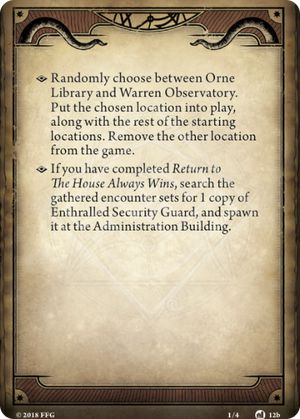 Randomly choose between Orne
Library and Warren Observatory.
Put the chosen location into play,
along with the rest of the starting
locations. Remove the other location
from the game.
If you have completed Return to
The House Always Wins, search the
gathered encounter sets for 1 copy of
Enthralled Security Guard, and spawn
it at the Administration Building.
© 2018 FFG 1/4 12b